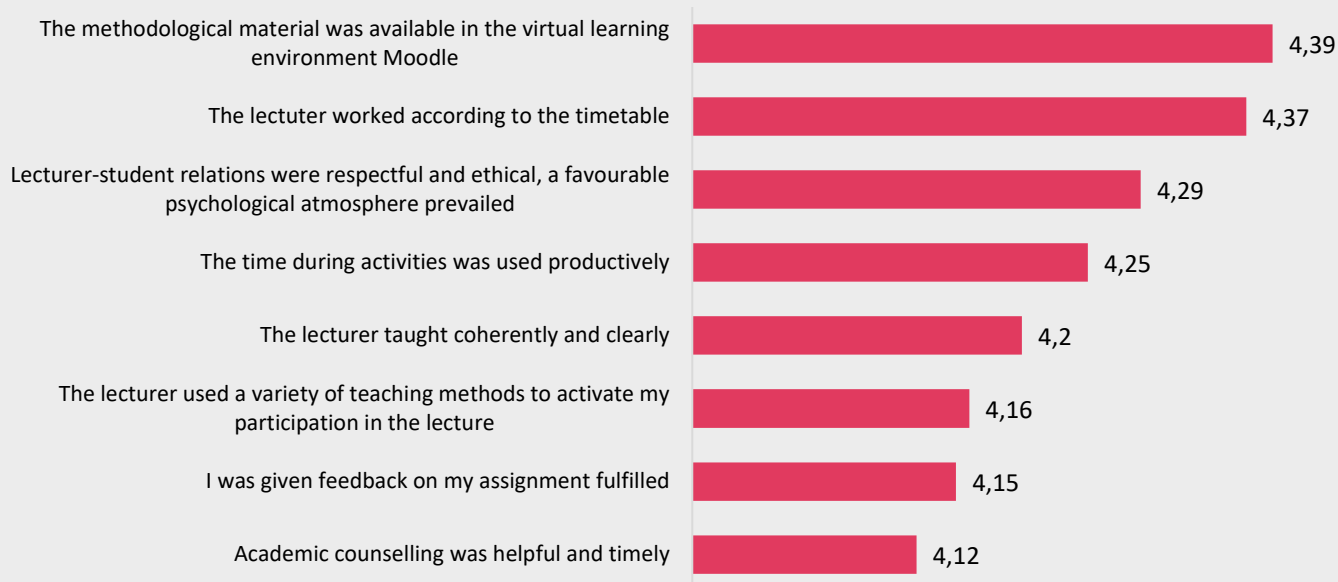 The methodological material was available in the virtual learning
environment Moodle
4,39
The lectuter worked according to the timetable
4,37
Lecturer-student relations were respectful and ethical, a favourable
psychological atmosphere prevailed
4,29
The time during activities was used productively
4,25
The lecturer taught coherently and clearly
4,2
The lecturer used a variety of teaching methods to activate my
participation in the lecture
4,16
I was given feedback on my assignment fulfilled
4,15
Academic counselling was helpful and timely
4,12